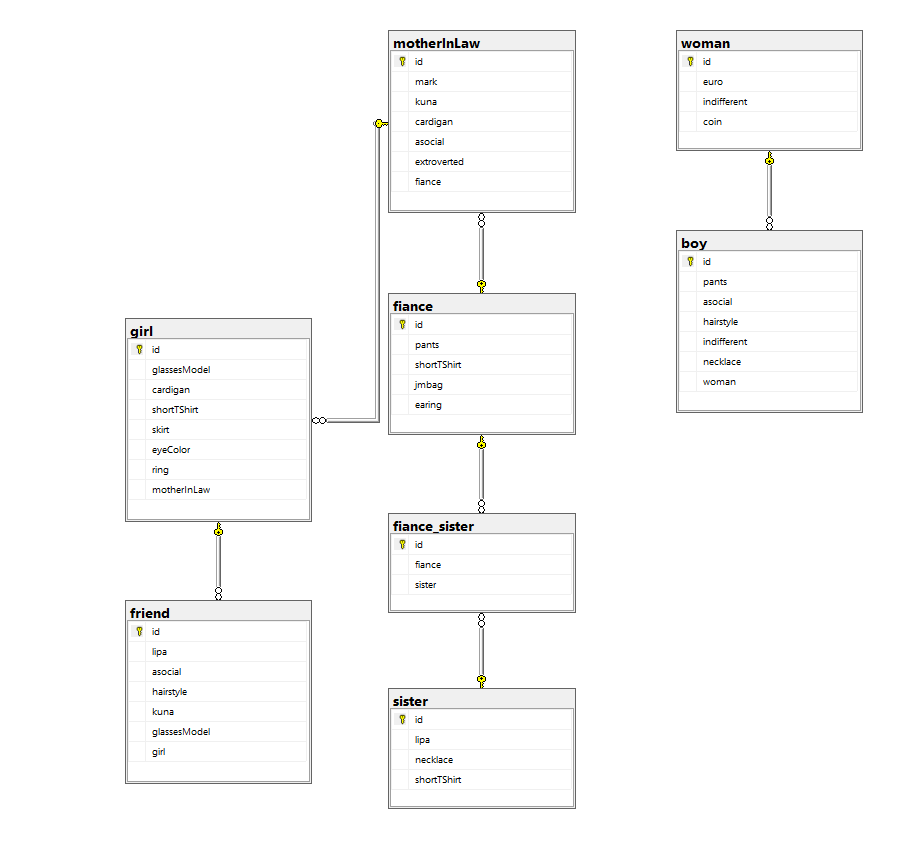 motherInLaw
id
mark
kuna
cardigan
asocial
extroverted
fiance
woman
id
euro
indifferent
coin
boy
id
pants
asocial
hairstyle
indifferent
necklace
woman
fiance
id
pants
shortTShirt
jmbag
earing
girl
id
glassesModel
cardigan
shortTShirt
skirt
eyeColor
ring
motherInLaw
fiance_sister
id
fiance
sister
friend
id
lipa
asocial
hairstyle
kuna
glassesModel
girl
sister
id
lipa
necklace
shortTShirt